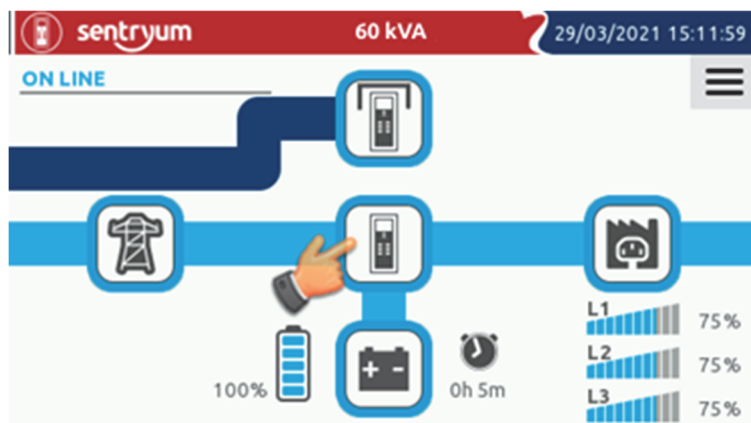 sentryum
60 kVA
29/03/2021 15:11:59
ON LINE
100%
0h 5m
L1
75%
L2
75%
L3
75%